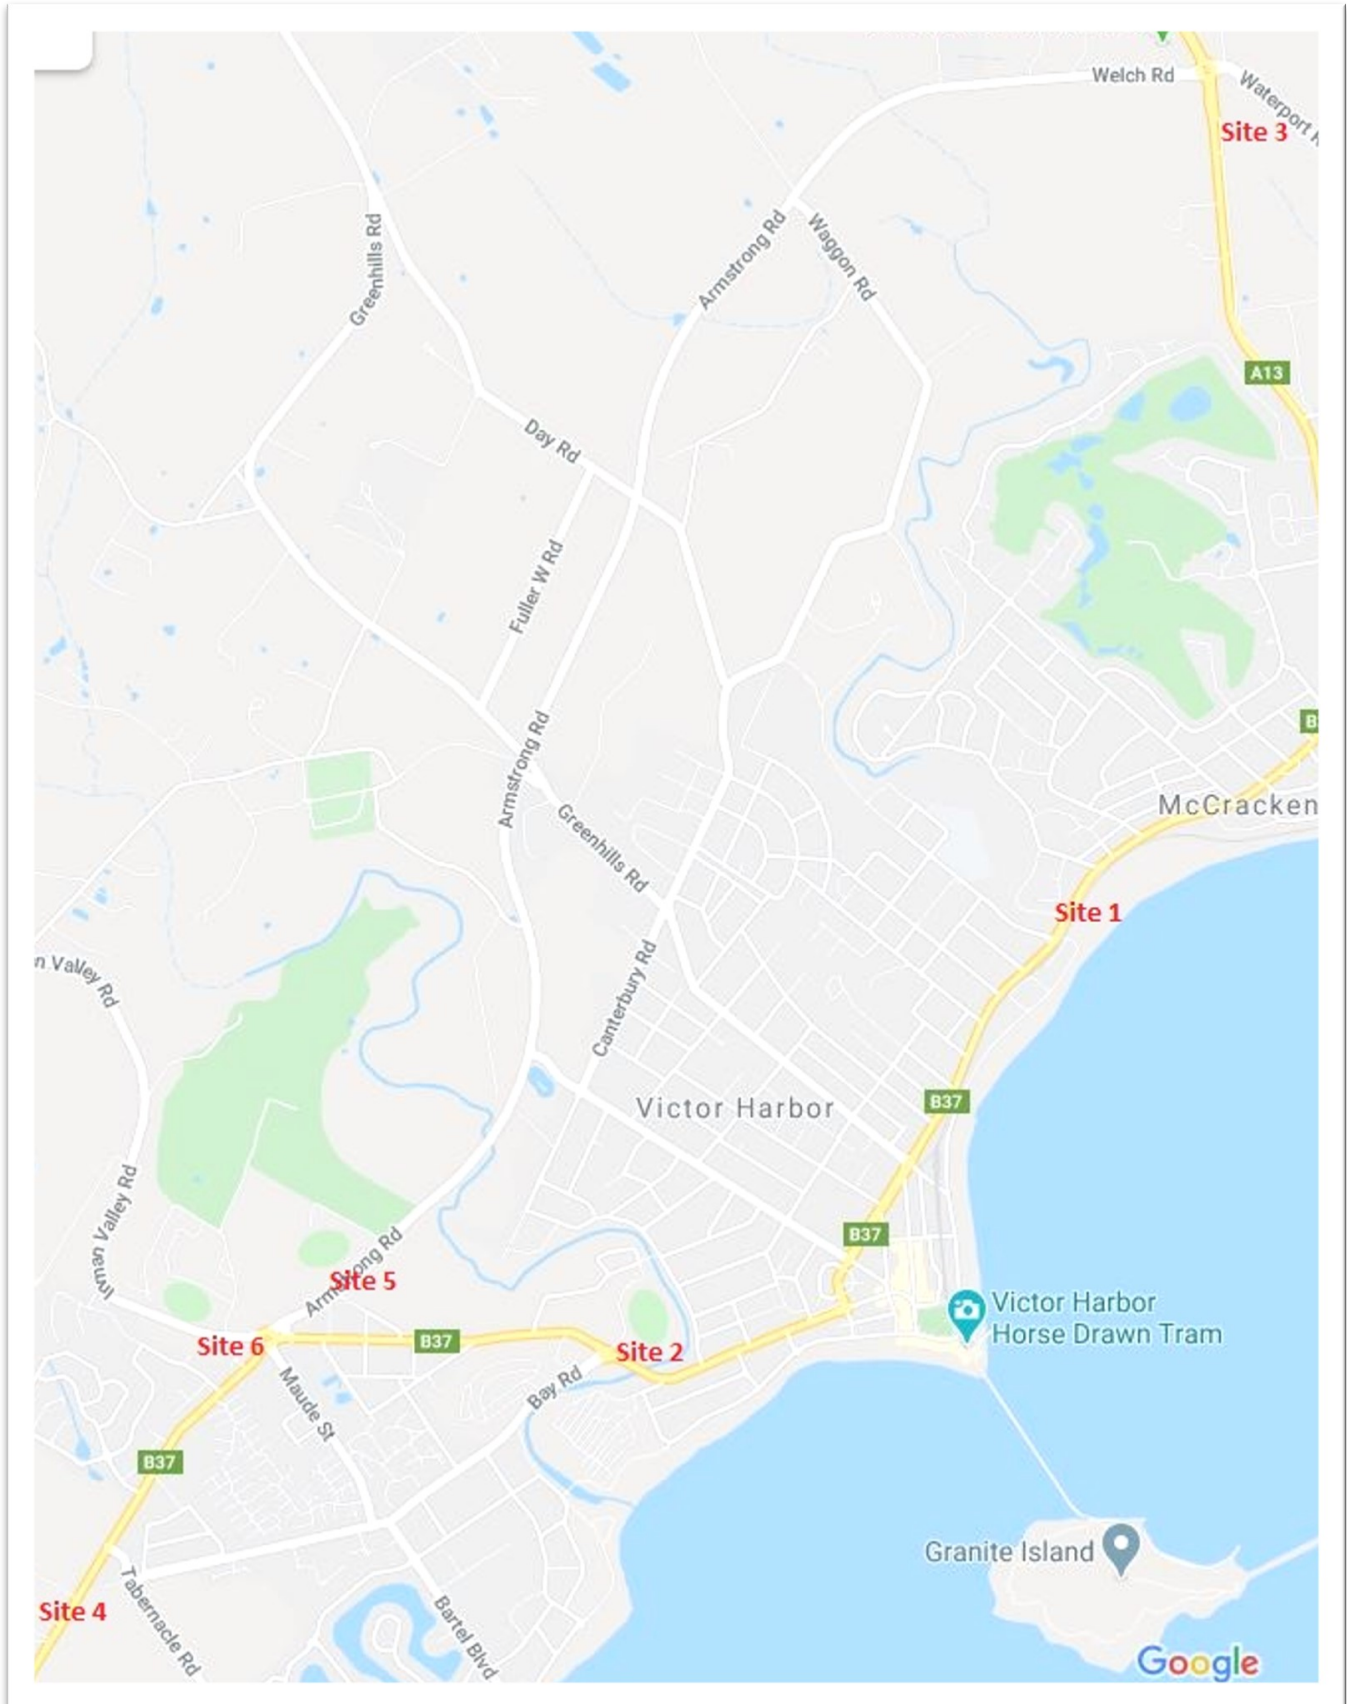 Welch Rd
Waterport
Site 3
Greenhills Rd
Armstrong Rd
Waggon Rd
A13
Day Rd
Fuller W Rd
Armstrong Rd
B
McCracken
Greenhills Rd
Site 1
Canterbury Rd
n Valley Rd
Victor Harbor
B37
Inman Valley Rd
B37
Armstrong Rd
Site 5
Victor Harbor
Horse Drawn Tram
Site 6
B37
Site 2
Bay Rd
Maude St
B37
Granite Island
Site 4
Tabernacle Rd
Bartel Blvd
Google